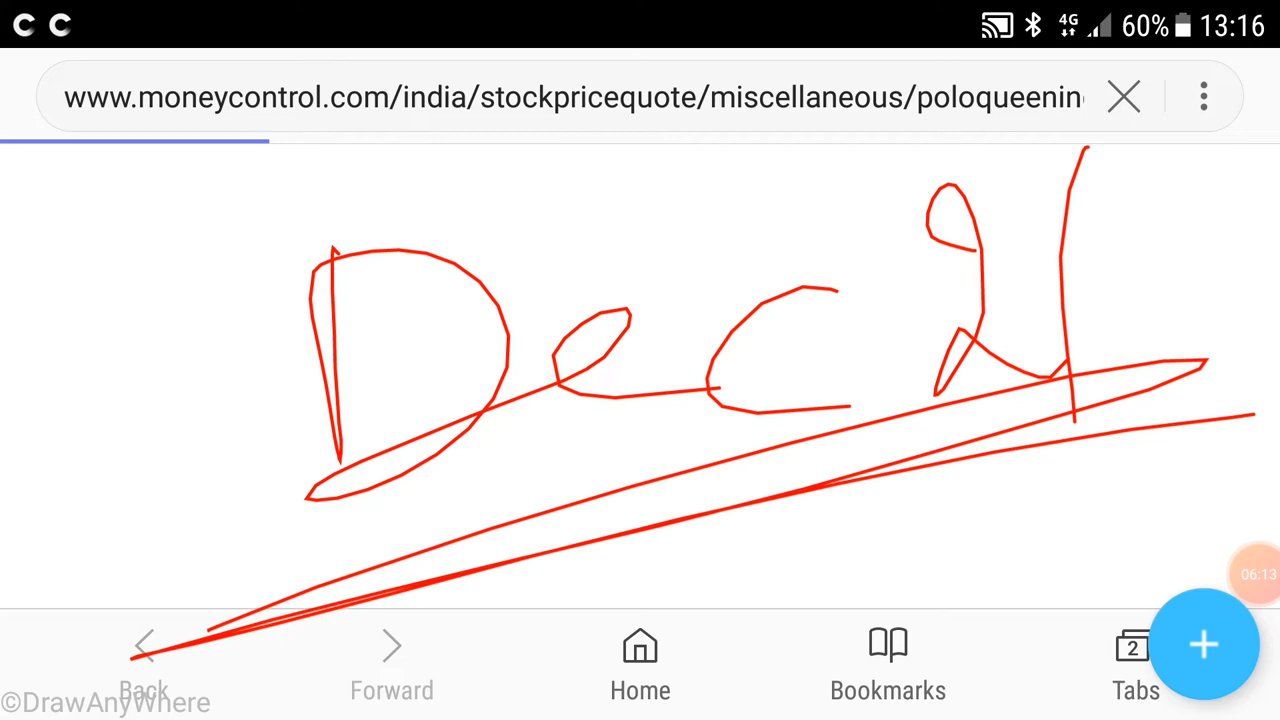 C C 4G 60% 13:16
www.moneycontrol.com/india/stockpricequote/miscellaneous/poloqueenin
Dec 21
06:13
+
2
Back Forward Home Bookmarks Tabs
©DrawAnyWhere